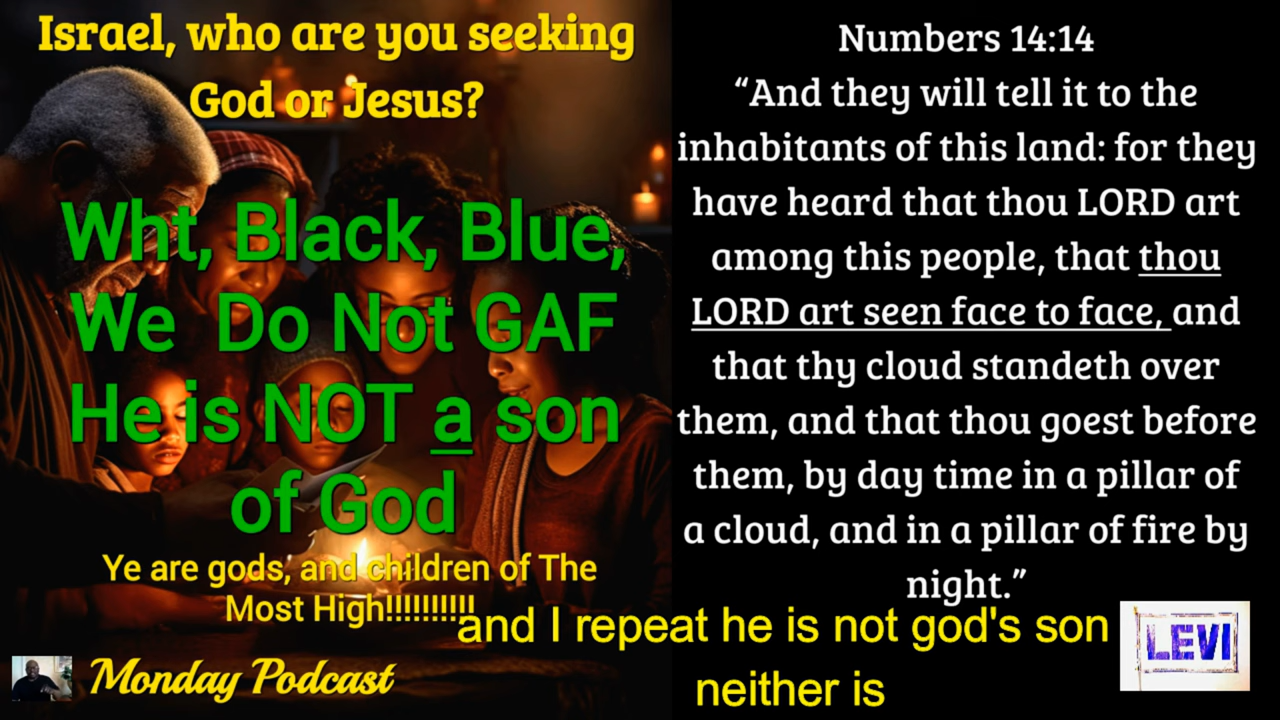 Israel, who are you seeking
God or Jesus?
Wht, Black, Blue,
We Do Not GAF
He is NOT a son
of God
Ye are gods, and children of The
Most High!!!!!!!!!!
Monday Podcast
Numbers 14:14
“And they will tell it to the
inhabitants of this land: for they
have heard that thou LORD art
among this people, that thou
LORD art seen face to face, and
that thy cloud standeth over
them, and that thou goest before
them, by day time in a pillar of
a cloud, and in a pillar of fire by
night.”
and I repeat he is not god's son
neither is
LEVI